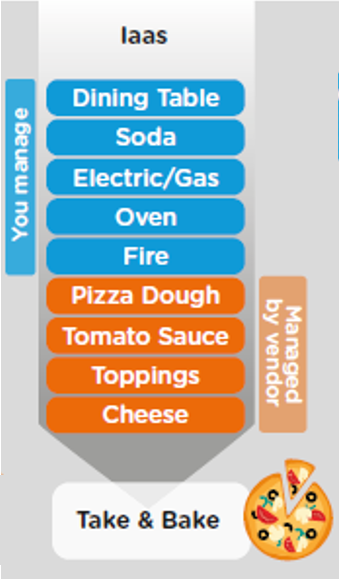 Iaas
You manage
Dining Table
Soda
Electric/Gas
Oven
Fire
Pizza Dough
Tomato Sauce
Toppings
Cheese
Managed
by vendor
Take & Bake